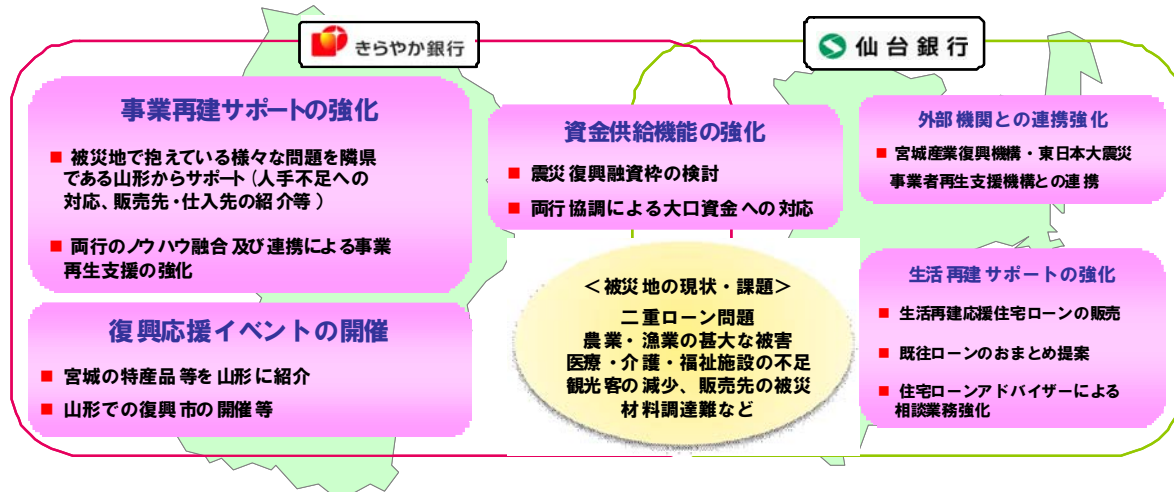 きらやか銀行
仙台銀行
事業再建サポートの強化
■ 被災地で抱えている様々な問題を隣県
である山形からサポート(人手不足への
対応、販売先・仕入先の紹介等)
■ 両行のノウハウ融合及び連携による事業
再生支援の強化
復興応援イベントの開催
■ 宮城の特産品等を山形に紹介
■ 山形での復興市の開催等
資金供給機能の強化
■ 震災復興融資枠の検討
■ 両行協調による大口資金への対応
<被災地の現状・課題>
二重ローン問題
農業・漁業の甚大な被害
医療・介護・福祉施設の不足
観光客の減少、販売先の被災
材料調達難など
外部機関との連携強化
■ 宮城産業復興機構・東日本大震災
事業者再生支援機構との連携
生活再建サポートの強化
■ 生活再建応援住宅ローンの販売
■ 既往ローンのおまとめ提案
■ 住宅ローンアドバイザーによる
相談業務強化